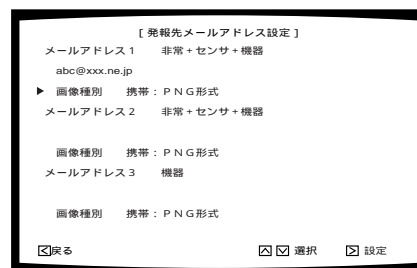 [ 発報先メールアドレス設定 ]
メールアドレス1 非常+センサ+機器
abc@xxx.ne.jp
▶ 画像種別 携帯:PNG形式
メールアドレス2 非常+センサ+機器
画像種別 携帯:PNG形式
メールアドレス3 機器
画像種別 携帯:PNG形式
<戻る ∧ ∨ 選択 > 設定